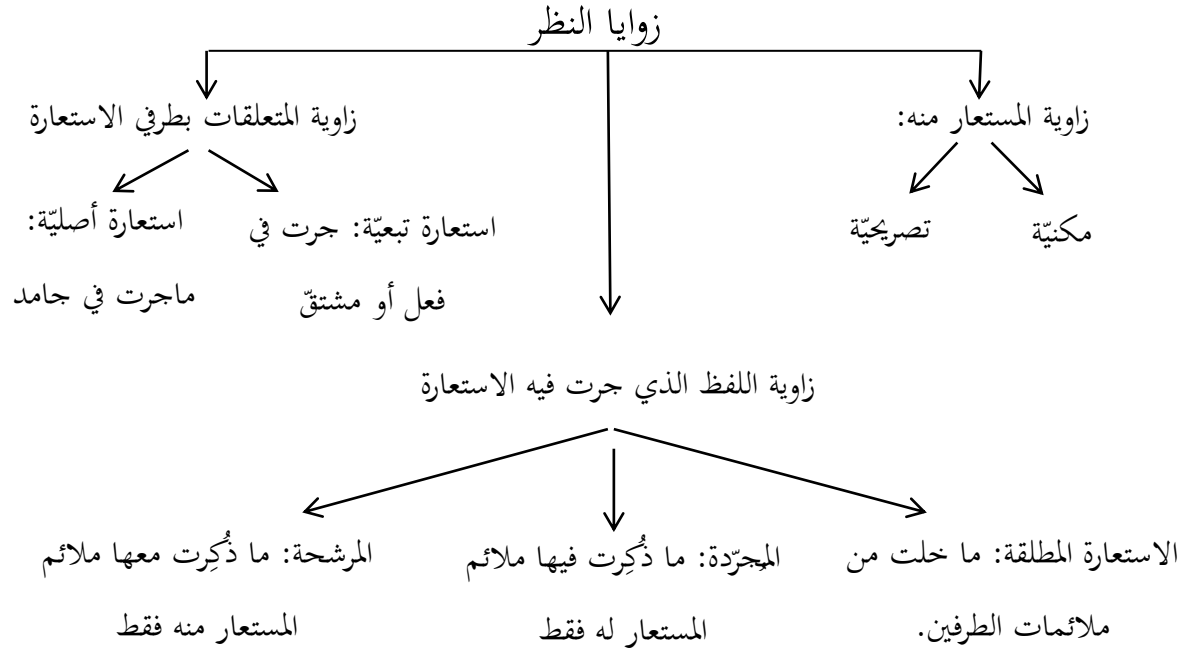 زوايا النظر
زاوية المستعار منه:
زاوية المتعلقات بطرفي الاستعارة
مكنيّة
تصريحيّة
استعارة تبعيّة: جرت في
فعل أو مشتقّ
استعارة أصليّة:
ماجرت في جامد
زاوية اللفظ الذي جرت فيه الاستعارة
الاستعارة المطلقة: ما خلت من
ملائمات الطرفين.
المجرّدة: ما ذُكِرت فيها ملائم
المستعار له فقط
المرشحة: ما ذُكِرت معها ملائم
المستعار منه فقط